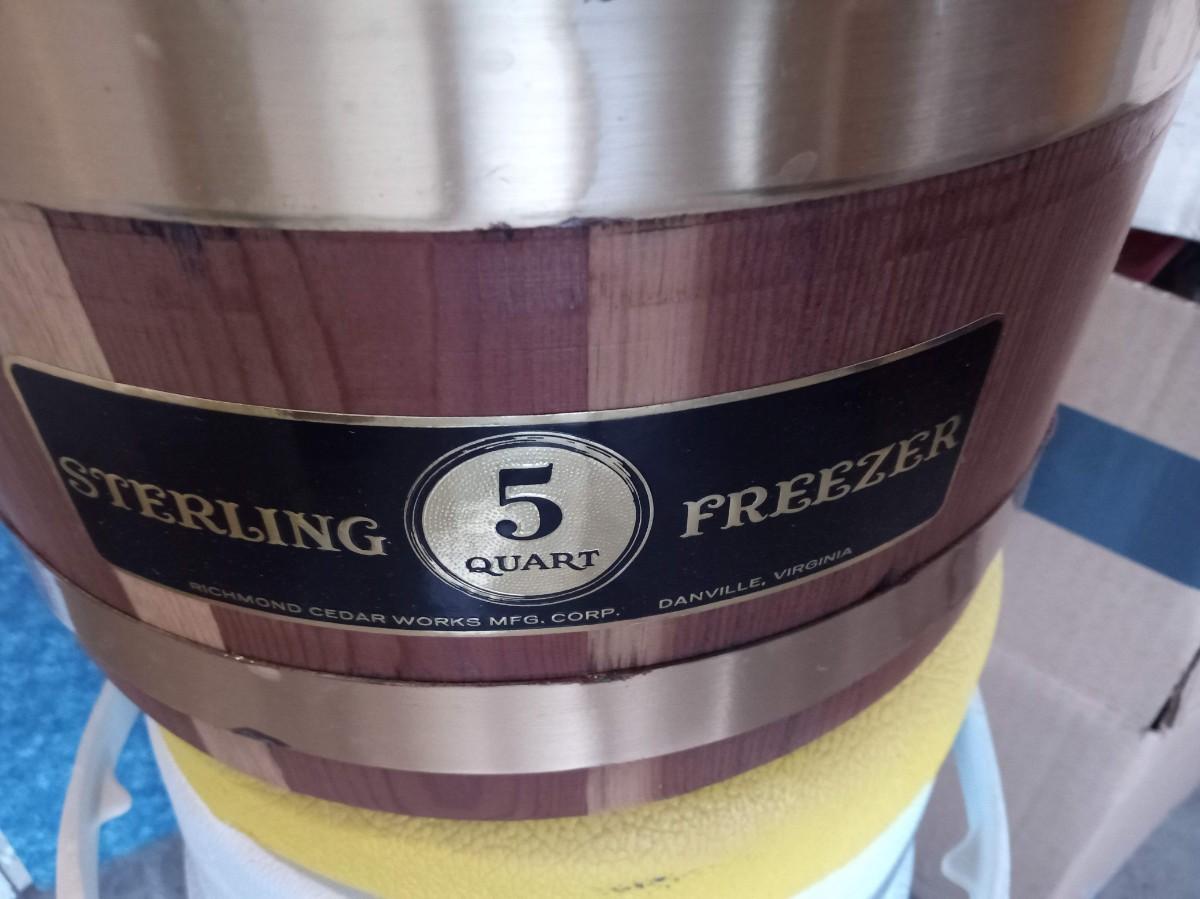 STERLING
5
QUART
FREEZER
RICHMOND CEDAR WORKS MFG. CORP. DANVILLE, VIRGINIA